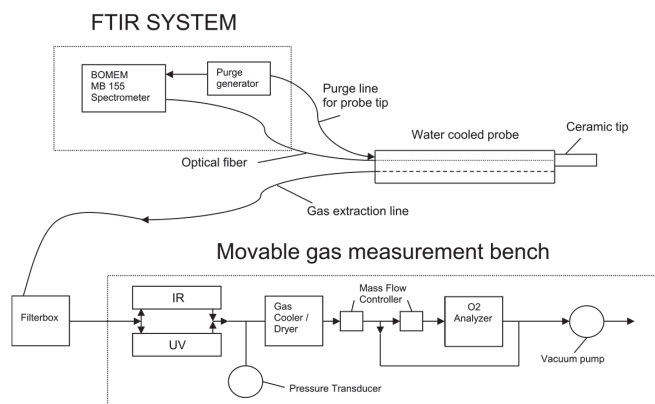 FTIR SYSTEM
BOMEM
MB 155
Spectrometer
Purge
generator
Purge line
for probe tip
Water cooled probe
Ceramic tip
Optical fiber
Gas extraction line
Movable gas measurement bench
Filterbox
IR
UV
Gas
Cooler /
Dryer
Mass Flow
Controller
O2
Analyzer
Vacuum pump
Pressure Transducer